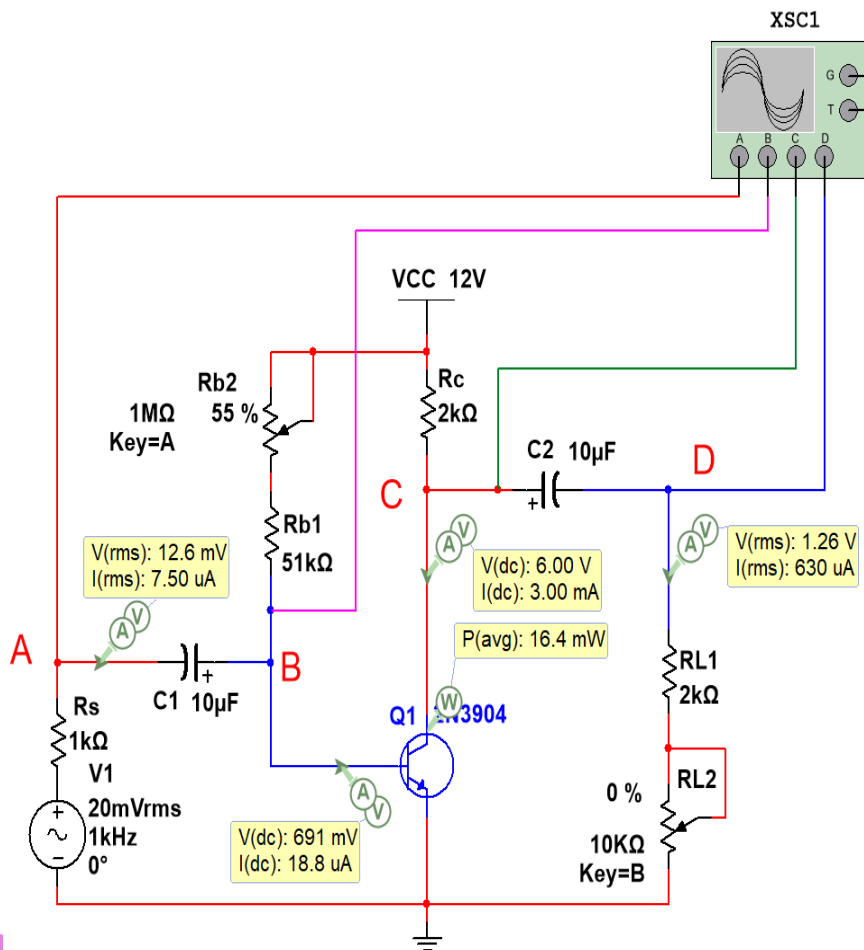 XSC1
G
T
A B C D
VCC 12V
Rb2
1MΩ 55 %
Key=A
Rc
2kΩ
C2 10µF
D
C
+
Rb1
51kΩ
V(rms): 12.6 mV
I(rms): 7.50 uA
V(dc): 6.00 V
I(dc): 3.00 mA
V(rms): 1.26 V
I(rms): 630 uA
A V
A V
A V
P(avg): 16.4 mW
A
B
C1 10µF
+
RL1
2kΩ
Rs
1kΩ
W
Q1 2N3904
V1
20mVrms
1kHz
0°
+
A V
V(dc): 691 mV
I(dc): 18.8 uA
0 % RL2
10KΩ
Key=B